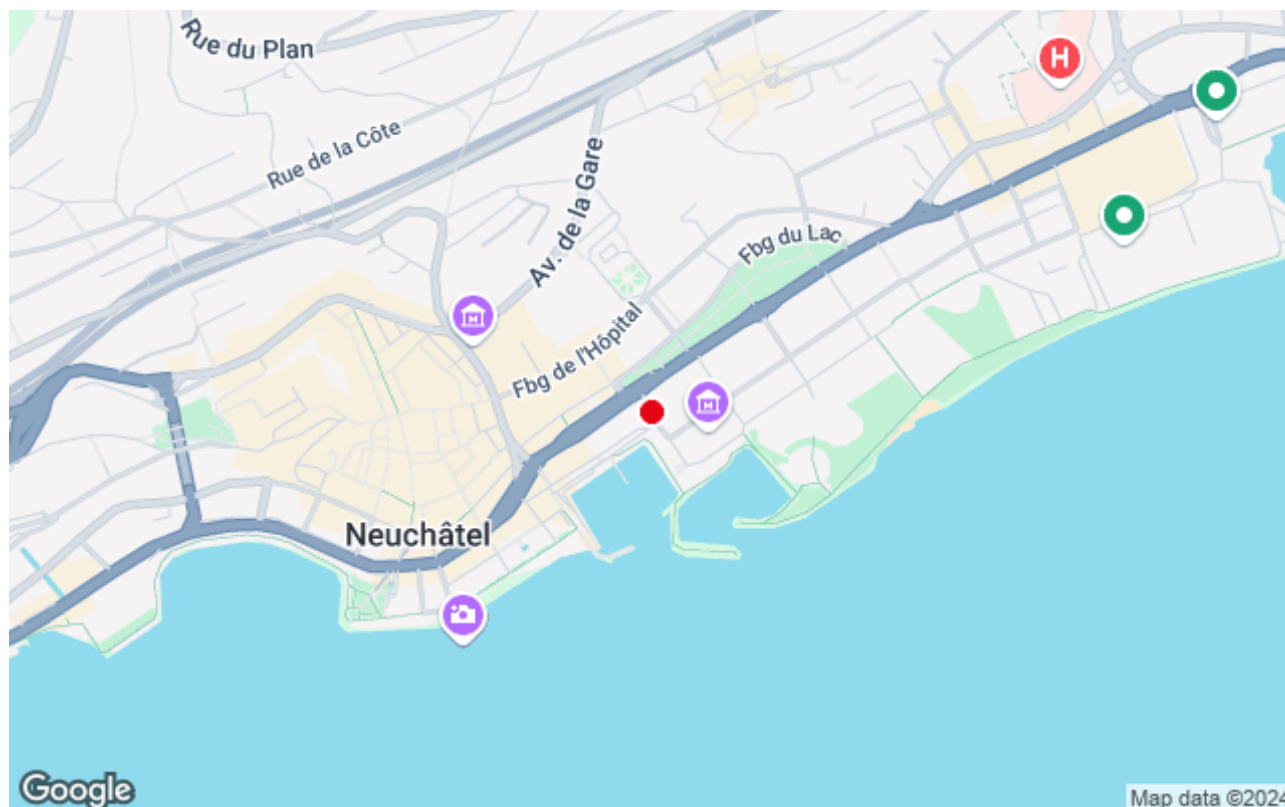 Rue du Plan
H
Rue de la Côte
Av. de la Gare
Fbg du Lac
Fbg de l'Hôpital
Neuchâtel
Google
Map data ©2024